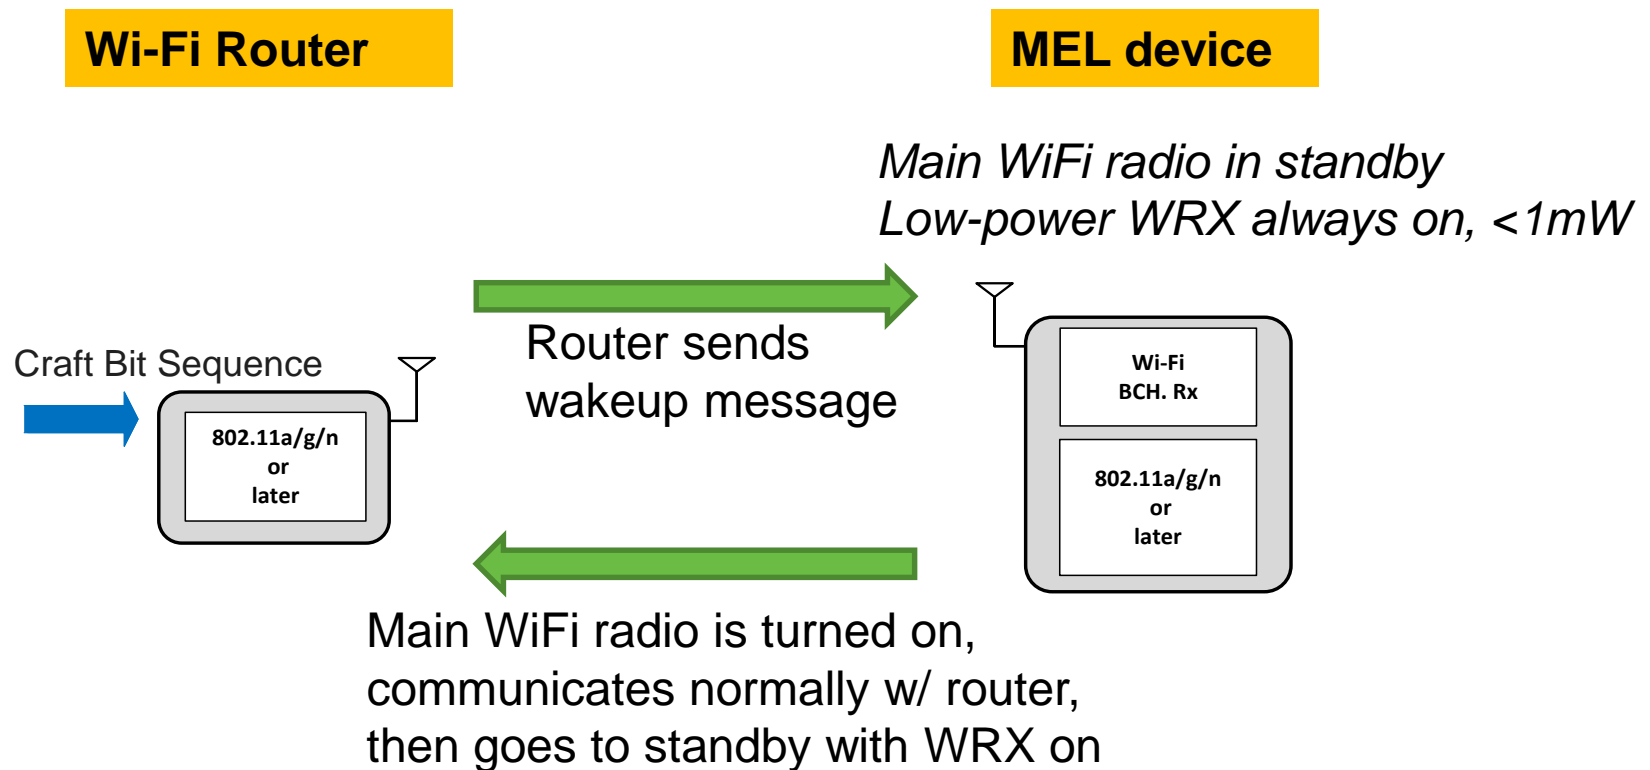 Wi-Fi Router
MEL device
Main WiFi radio in standby
Low-power WRX always on, <1mW
Craft Bit Sequence
802.11a/g/n
or
later
Router sends
wakeup message
Wi-Fi
BCH. Rx
802.11a/g/n
or
later
Main WiFi radio is turned on,
communicates normally w/ router,
then goes to standby with WRX on